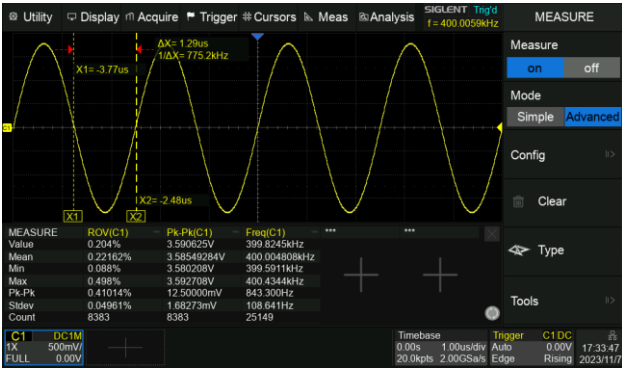 Utility Display Acquire Trigger Cursors Meas Analysis SIGLENT Trig'd MEASURE
f = 400.0059kHz
Measure
on off
Mode
Simple Advanced
Config
Clear
Type
Tools
ΔX= 1.29us
1/ΔX= 775.2kHz
X1= -3.77us
C1
X2= -2.48us
X1 X2
MEASURE ROV(C1) Pk-Pk(C1) Freq(C1) *** ***
Value 0.204% 3.590625V 399.8245kHz
Mean 0.22162% 3.58549284V 400.004808kHz
Min 0.088% 3.580208V 399.5911kHz
Max 0.498% 3.592708V 400.4344kHz
Pk-Pk 0.41014% 12.50000mV 843.300Hz
Stdev 0.04961% 1.68273mV 108.641Hz
Count 8383 8383 25149
C1 DC1M
1X 500mV/
FULL 0.00V
Timebase
0.00s 1.00us/div
20.0kpts 2.00GSa/s
Trigger C1 DC
Auto 0.00V
Edge Rising
17:33:47
2023/11/7